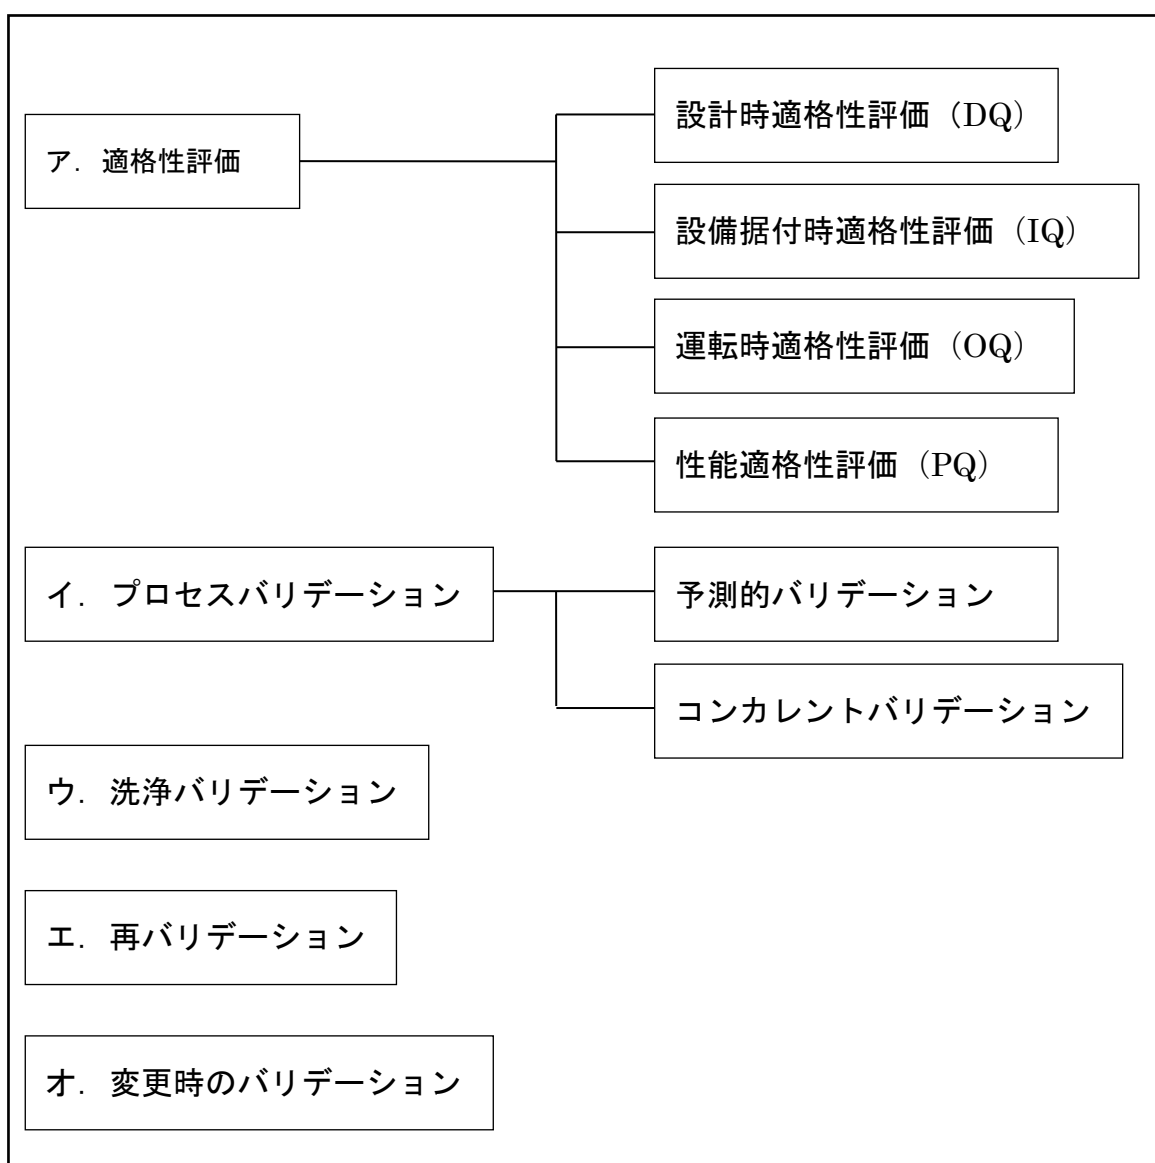 ア．適格性評価
設計時適格性評価（DQ）
設備据付時適格性評価（IQ）
運転時適格性評価（OQ）
性能適格性評価（PQ）
イ．プロセスバリデーション
予測的バリデーション
コンカレントバリデーション
ウ．洗浄バリデーション
エ．再バリデーション
オ．変更時のバリデーション